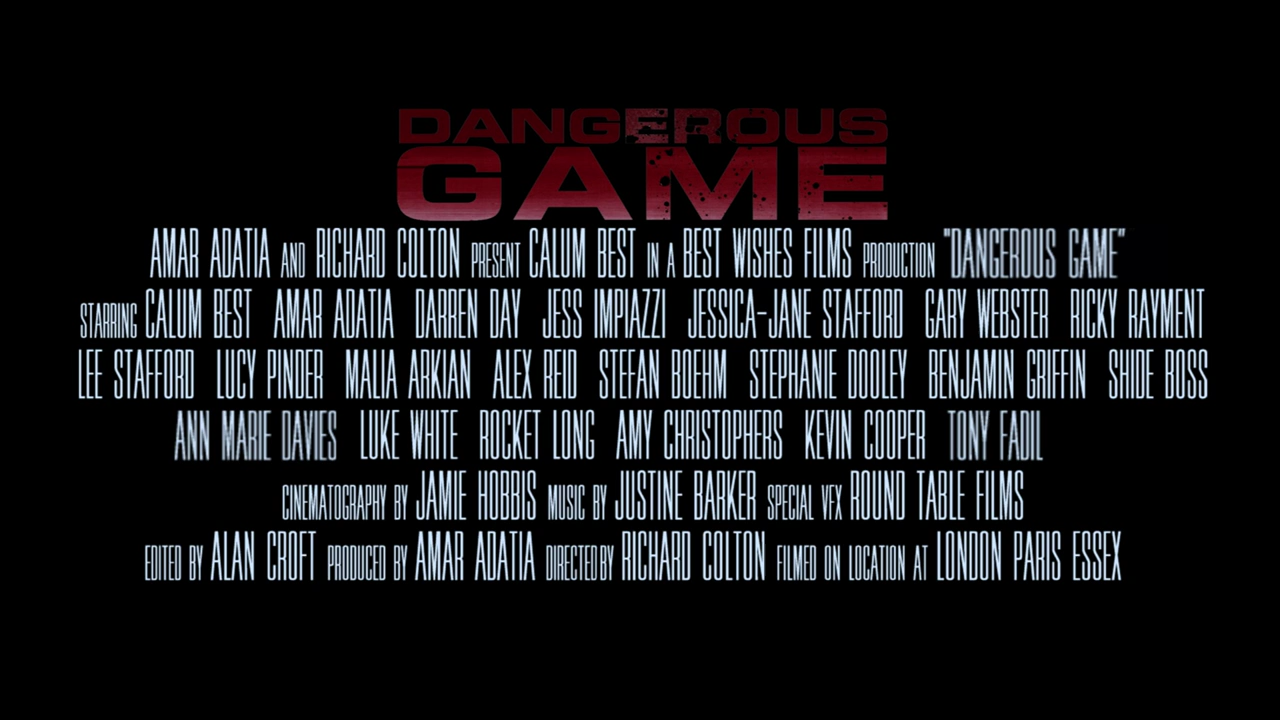 DANGEROUS
GAME
AMAR ADATIA AND RICHARD COLTON PRESENT CALUM BEST IN A BEST WISHES FILMS PRODUCTION "DANGEROUS GAME"
STARRING CALUM BEST AMAR ADATIA DARREN DAY JESS IMPIAZZI JESSICA-JANE STAFFORD GARY WEBSTER RICKY RAYMENT
LEE STAFFORD LUCY PINDER MALIA ARKIAN ALEX REID STEFAN BOEHM STEPHANIE DOOLEY BENJAMIN GRIFFIN SHIDE BOSS
ANN MARIE DAVIES LUKE WHITE ROCKET LONG AMY CHRISTOPHERS KEVIN COOPER TONY FADIL
CINEMATOGRAPHY BY JAMIE HOBBIS MUSIC BY JUSTINE BARKER SPECIAL VFX ROUND TABLE FILMS
EDITED BY ALAN CROFT PRODUCED BY AMAR ADATIA DIRECTED BY RICHARD COLTON FILMED ON LOCATION AT LONDON PARIS ESSEX